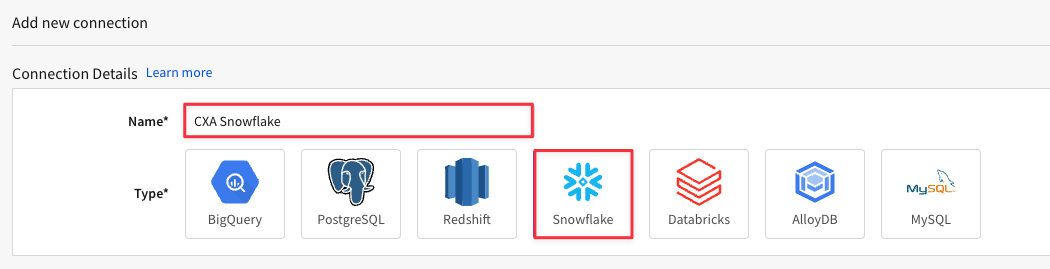 Add new connection
Connection Details Learn more
Name* CXA Snowflake
Type*
BigQuery PostgreSQL Redshift Snowflake Databricks AlloyDB MySQL
MySQL